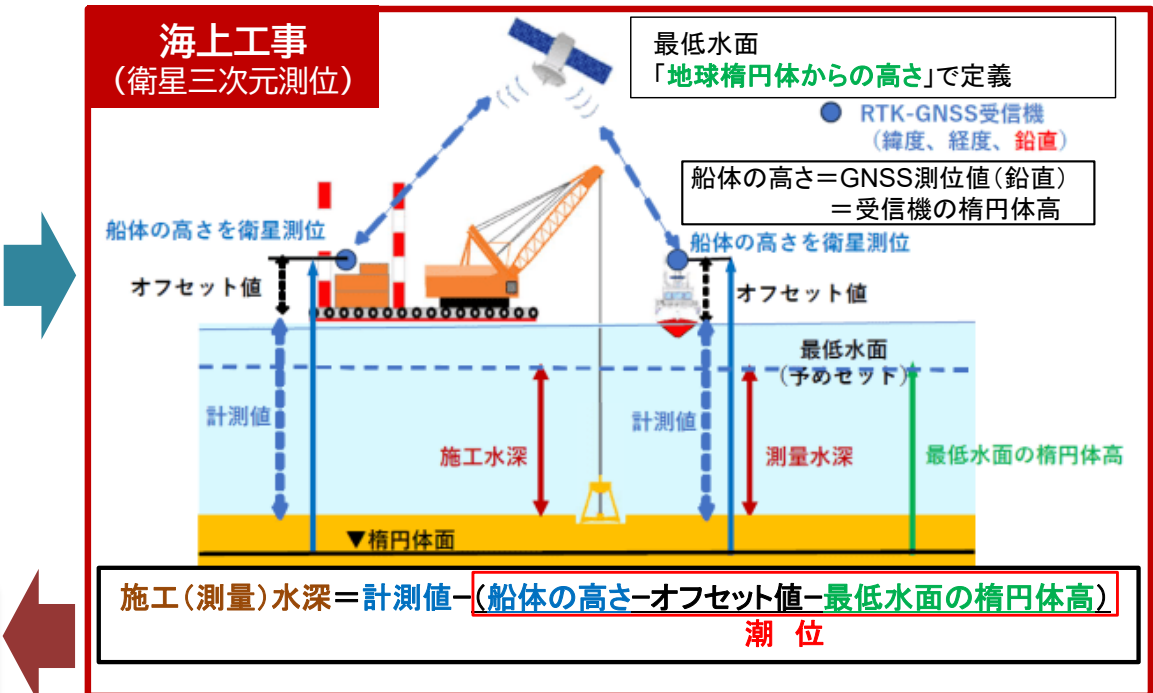 海上工事
（衛星三次元測位）
最低水面
「地球楕円体からの高さ」で定義
RTK-GNSS受信機
（緯度、経度、鉛直）
船体の高さ＝GNSS測位値（鉛直）
＝受信機の楕円体高
船体の高さを衛星測位
船体の高さを衛星測位
オフセット値
オフセット値
最低水面
（予めセット）
計測値
計測値
施工水深
測量水深
最低水面の楕円体高
▼楕円体面
施工（測量）水深＝計測値−（船体の高さ−オフセット値−最低水面の楕円体高）
潮 位